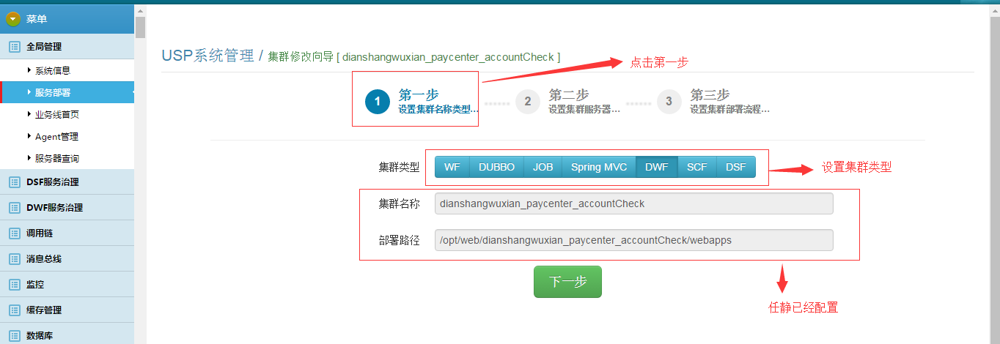 菜单
全局管理
系统信息
服务部署
业务线首页
Agent管理
服务器查询
DSF服务治理
DWF服务治理
调用链
消息总线
监控
缓存管理
数据库
USP系统管理 / 集群修改向导 [ dianshangwuxian_paycenter_accountCheck ]
点击第一步
1 第一步
设置集群名称类型...
2 第二步
设置集群服务器...
3 第三步
设置集群部署流程...
集群类型 WF DUBBO JOB Spring MVC DWF SCF DSF
设置集群类型
集群名称 dianshangwuxian_paycenter_accountCheck
部署路径 /opt/web/dianshangwuxian_paycenter_accountCheck/webapps
下一步
任静已经配置